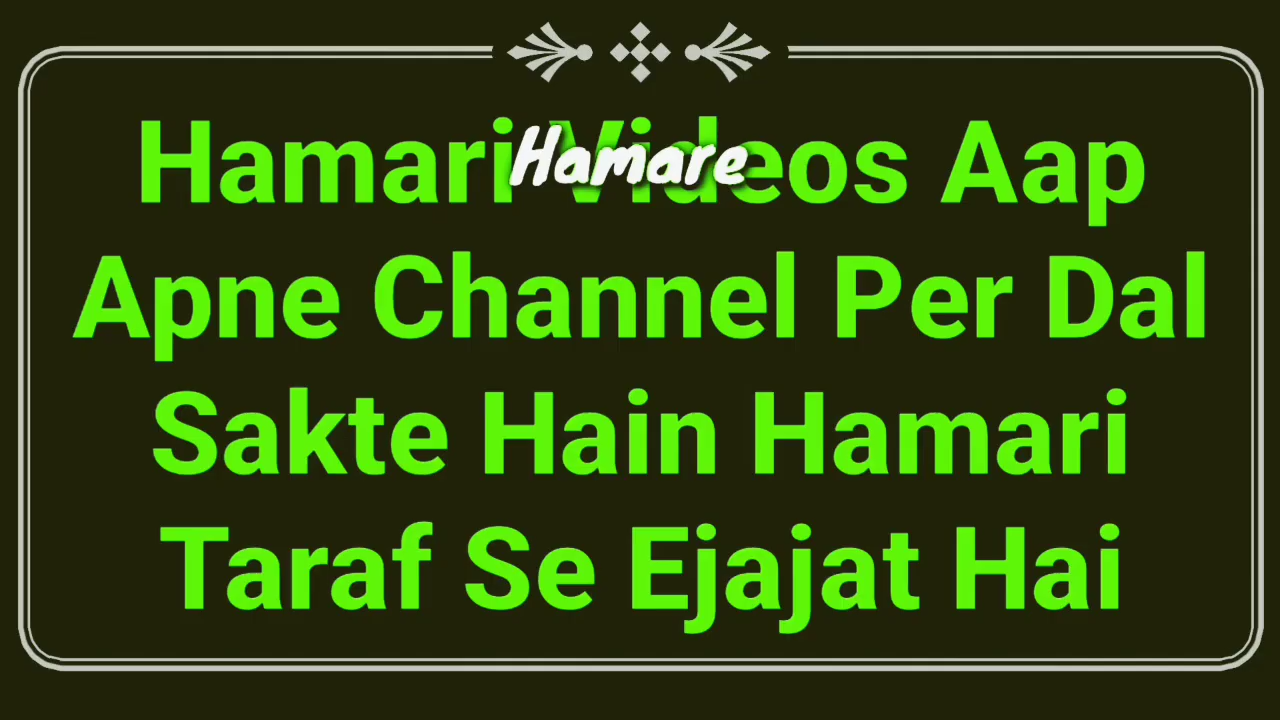 Hamari Videos Aap
Hamare
Apne Channel Per Dal
Sakte Hain Hamari
Taraf Se Ejajat Hai